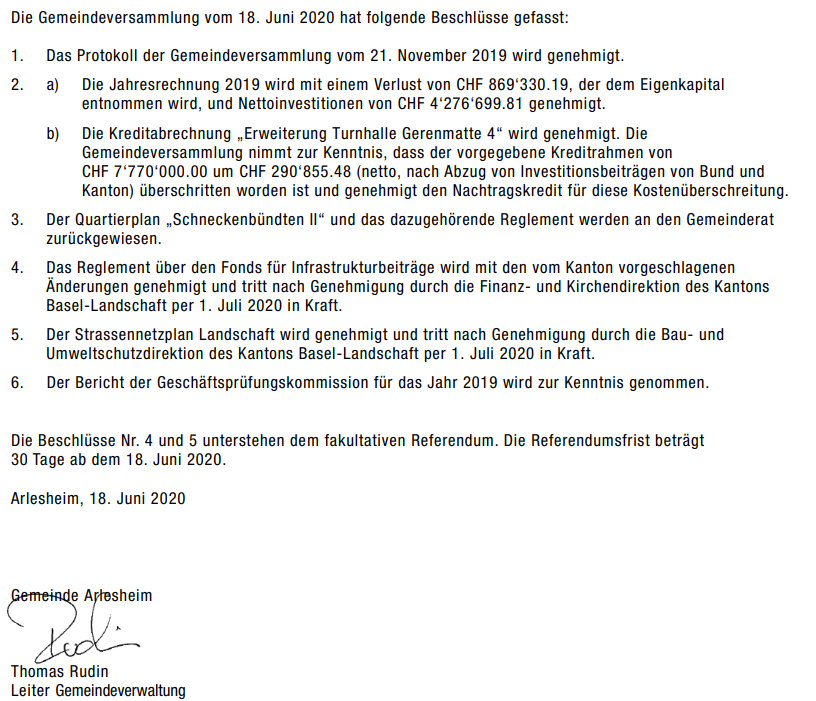 Die Gemeindeversammlung vom 18. Juni 2020 hat folgende Beschlüsse gefasst:
1. Das Protokoll der Gemeindeversammlung vom 21. November 2019 wird genehmigt.
2. a) Die Jahresrechnung 2019 wird mit einem Verlust von CHF 869‘330.19, der dem Eigenkapital
entnommen wird, und Nettoinvestitionen von CHF 4‘276‘699.81 genehmigt.
b) Die Kreditabrechnung „Erweiterung Turnhalle Gerenmatte 4“ wird genehmigt. Die
Gemeindeversammlung nimmt zur Kenntnis, dass der vorgegebene Kreditrahmen von
CHF 7‘770‘000.00 um CHF 290‘855.48 (netto, nach Abzug von Investitionsbeiträgen von Bund und
Kanton) überschritten worden ist und genehmigt den Nachtragskredit für diese Kostenüberschreitung.
3. Der Quartierplan „Schneckenbündten II“ und das dazugehörende Reglement werden an den Gemeinderat
zurückgewiesen.
4. Das Reglement über den Fonds für Infrastrukturbeiträge wird mit den vom Kanton vorgeschlagenen
Änderungen genehmigt und tritt nach Genehmigung durch die Finanz- und Kirchendirektion des Kantons
Basel-Landschaft per 1. Juli 2020 in Kraft.
5. Der Strassennetzplan Landschaft wird genehmigt und tritt nach Genehmigung durch die Bau- und
Umweltschutzdirektion des Kantons Basel-Landschaft per 1. Juli 2020 in Kraft.
6. Der Bericht der Geschäftsprüfungskommission für das Jahr 2019 wird zur Kenntnis genommen.
Die Beschlüsse Nr. 4 und 5 unterstehen dem fakultativen Referendum. Die Referendumsfrist beträgt
30 Tage ab dem 18. Juni 2020.
Arlesheim, 18. Juni 2020
Gemeinde Arlesheim
Rudin
Thomas Rudin
Leiter Gemeindeverwaltung